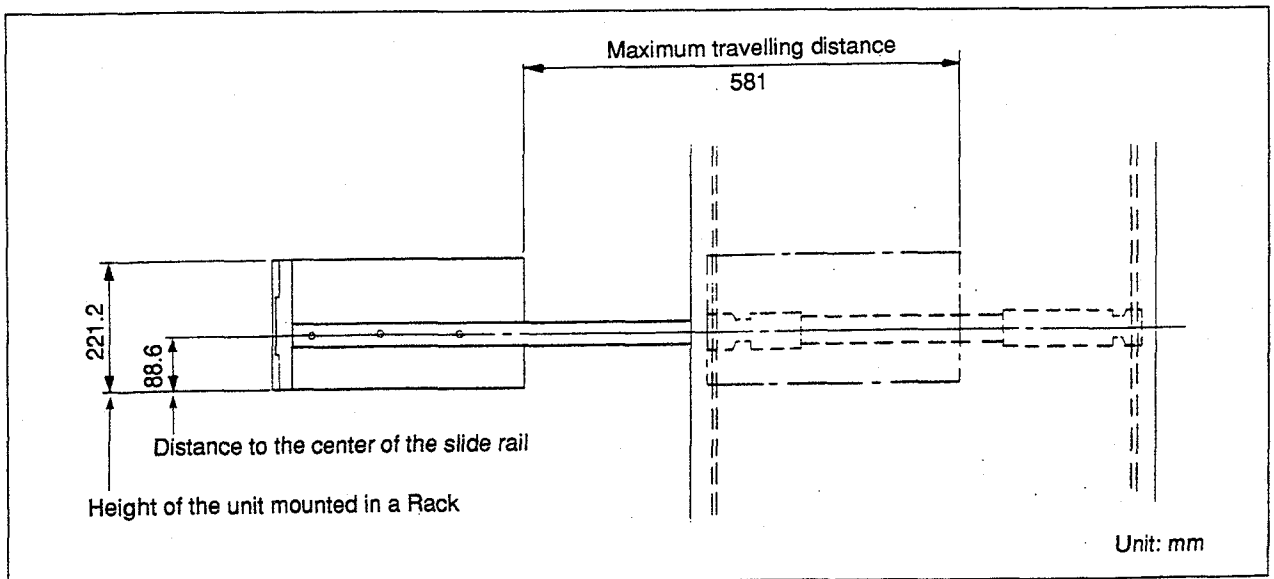 Maximum travelling distance
581
221.2
88.6
Distance to the center of the slide rail
Height of the unit mounted in a Rack
Unit: mm